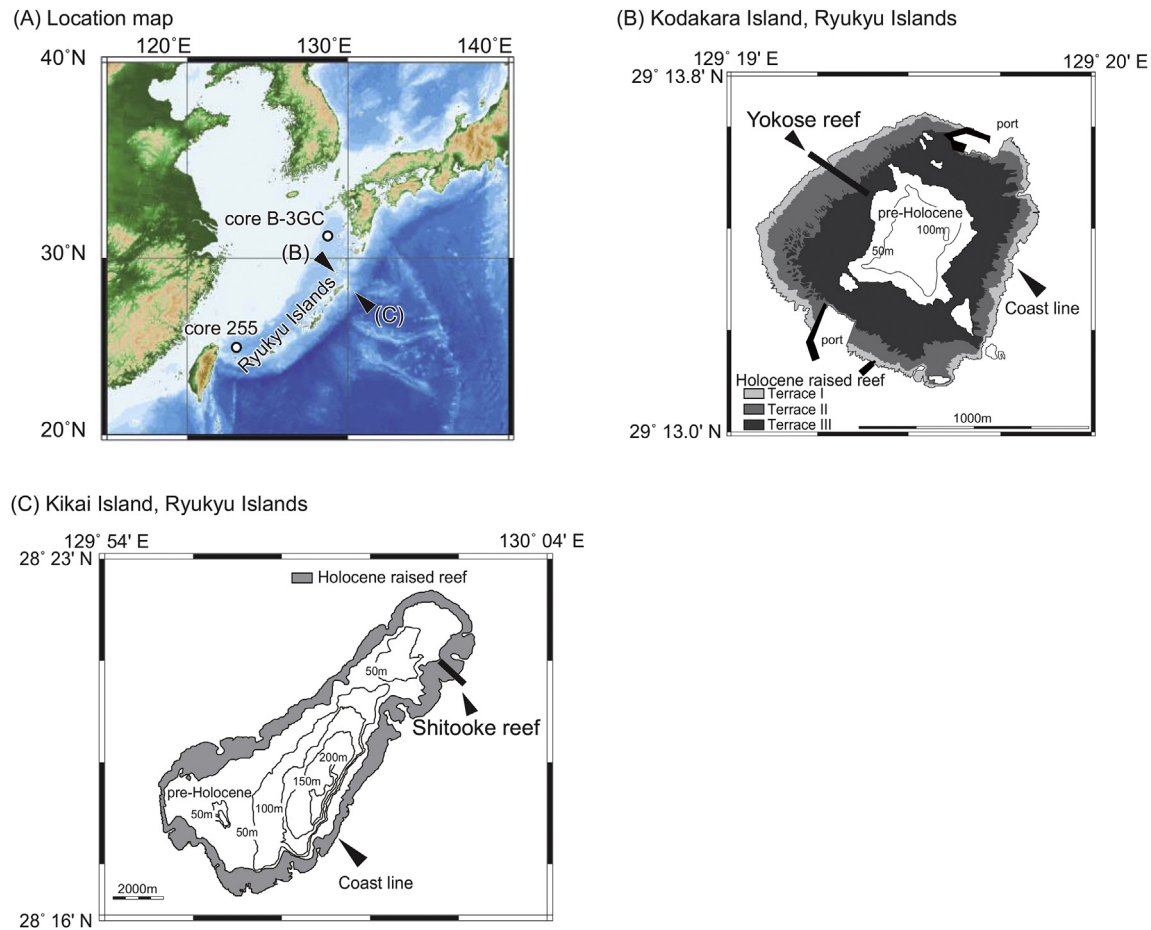 (A) Location map
120˚E 130˚E 140˚E
40˚N
30˚N
20˚N
core B-3GC
(B)
(C)
Ryukyu Islands
core 255
(B) Kodakara Island, Ryukyu Islands
129˚ 19' E 129˚ 20' E
29˚ 13.8' N
29˚ 13.0' N
Yokose reef
port
pre-Holocene
100m
50m
Coast line
port
Holocene raised reef
Terrace I
Terrace II
Terrace III
1000m
(C) Kikai Island, Ryukyu Islands
129˚ 54' E 130˚ 04' E
28˚ 23' N
28˚ 16' N
Holocene raised reef
50m
Shitooke reef
200m
150m
100m
50m
pre-Holocene
50m
Coast line
2000m